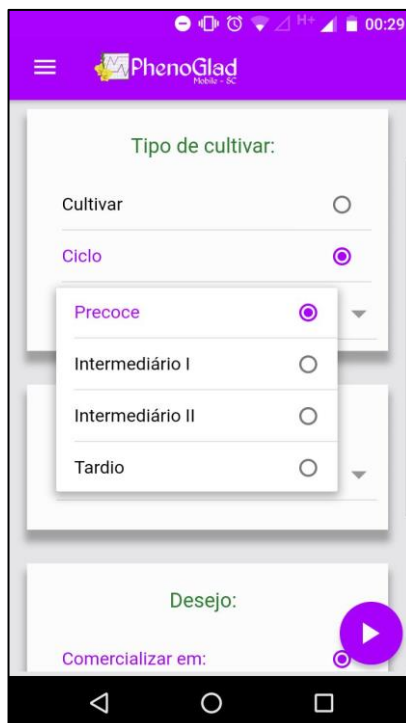 H+ 00:29
PhenoGlad
Mobile - SC
Tipo de cultivar:
Cultivar
Ciclo
Precoce
Intermediário I
Intermediário II
Tardio
Desejo:
Comercializar em: